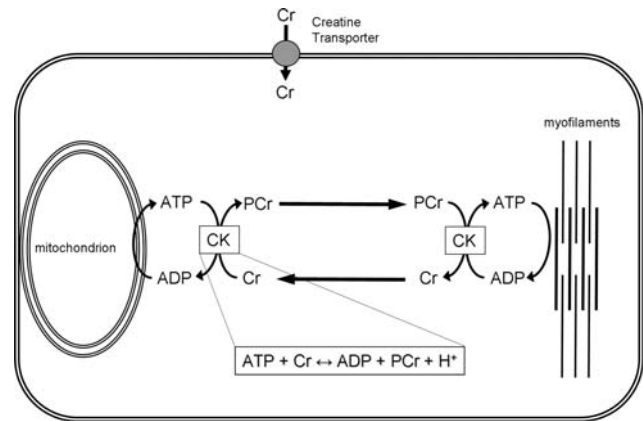 Cr
Creatine
Transporter
Cr
myofilaments
ATP PCr PCr ATP
mitochondrion CK CK
ADP Cr Cr ADP
ATP + Cr ↔ ADP + PCr + H⁺